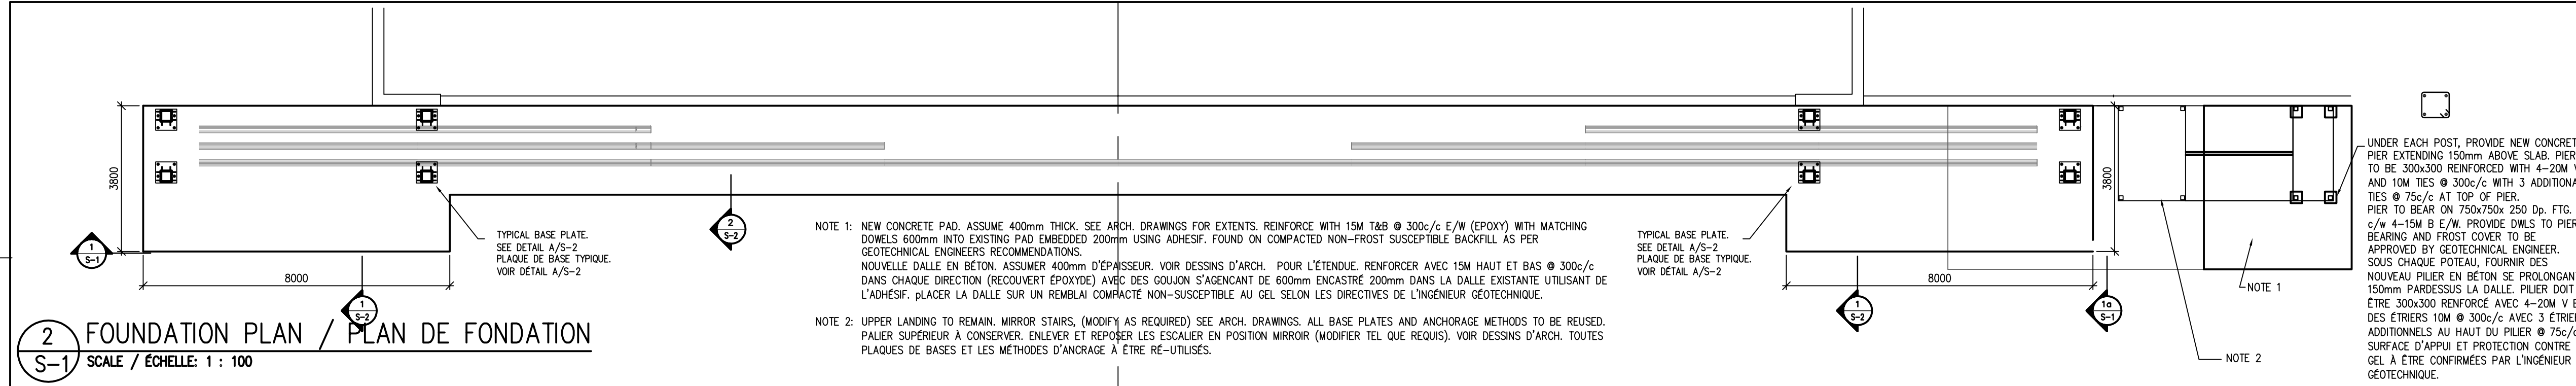 3800
1
S-1
8000
1
S-2
TYPICAL BASE PLATE.
SEE DETAIL A/S-2
PLAQUE DE BASE TYPIQUE.
VOIR DÉTAIL A/S-2
2
S-2
NOTE 1: NEW CONCRETE PAD. ASSUME 400mm THICK. SEE ARCH. DRAWINGS FOR EXTENTS. REINFORCE WITH 15M T&B @ 300c/c E/W (EPOXY) WITH MATCHING
DOWELS 600mm INTO EXISTING PAD EMBEDDED 200mm USING ADHESIF. FOUND ON COMPACTED NON-FROST SUSCEPTIBLE BACKFILL AS PER
GEOTECHNICAL ENGINEERS RECOMMENDATIONS.
NOUVELLE DALLE EN BÉTON. ASSUMER 400mm D'ÉPAISSEUR. VOIR DESSINS D'ARCH. POUR L'ÉTENDUE. RENFORCER AVEC 15M HAUT ET BAS @ 300c/c
DANS CHAQUE DIRECTION (RECOUVERT ÉPOXYDE) AVEC DES GOUJON S'AGENCANT DE 600mm ENCASTRÉ 200mm DANS LA DALLE EXISTANTE UTILISANT DE
L'ADHÉSIF. pLACER LA DALLE SUR UN REMBLAI COMPACTÉ NON-SUSCEPTIBLE AU GEL SELON LES DIRECTIVES DE L'INGÉNIEUR GÉOTECHNIQUE.
NOTE 2: UPPER LANDING TO REMAIN. MIRROR STAIRS, (MODIFY AS REQUIRED) SEE ARCH. DRAWINGS. ALL BASE PLATES AND ANCHORAGE METHODS TO BE REUSED.
PALIER SUPÉRIEUR À CONSERVER. ENLEVER ET REPOSER LES ESCALIER EN POSITION MIRROIR (MODIFIER TEL QUE REQUIS). VOIR DESSINS D'ARCH. TOUTES
PLAQUES DE BASES ET LES MÉTHODES D'ANCRAGE À ÊTRE RÉ-UTILISÉS.
TYPICAL BASE PLATE.
SEE DETAIL A/S-2
PLAQUE DE BASE TYPIQUE.
VOIR DÉTAIL A/S-2
8000
1
S-2
3800
1a
S-1
NOTE 1
NOTE 2
UNDER EACH POST, PROVIDE NEW CONCRET
PIER EXTENDING 150mm ABOVE SLAB. PIER
TO BE 300x300 REINFORCED WITH 4-20M V
AND 10M TIES @ 300c/c WITH 3 ADDITIONA
TIES @ 75c/c AT TOP OF PIER.
PIER TO BEAR ON 750x750x 250 Dp. FTG.
c/w 4-15M B E/W. PROVIDE DWLS TO PIER
BEARING AND FROST COVER TO BE
APPROVED BY GEOTECHNICAL ENGINEER.
SOUS CHAQUE POTEAU, FOURNIR DES
NOUVEAU PILIER EN BÉTON SE PROLONGAN
150mm PARDESSUS LA DALLE. PILIER DOIT
ÊTRE 300x300 RENFORCÉ AVEC 4-20M V E
DES ÉTRIERS 10M @ 300c/c AVEC 3 ÉTRIE
ADDITIONNELS AU HAUT DU PILIER @ 75c/c
SURFACE D'APPUI ET PROTECTION CONTRE
GEL À ÊTRE CONFIRMÉES PAR L'INGÉNIEUR
GÉOTECHNIQUE.
2
S-1
FOUNDATION PLAN / PLAN DE FONDATION
SCALE / ÉCHELLE: 1 : 100